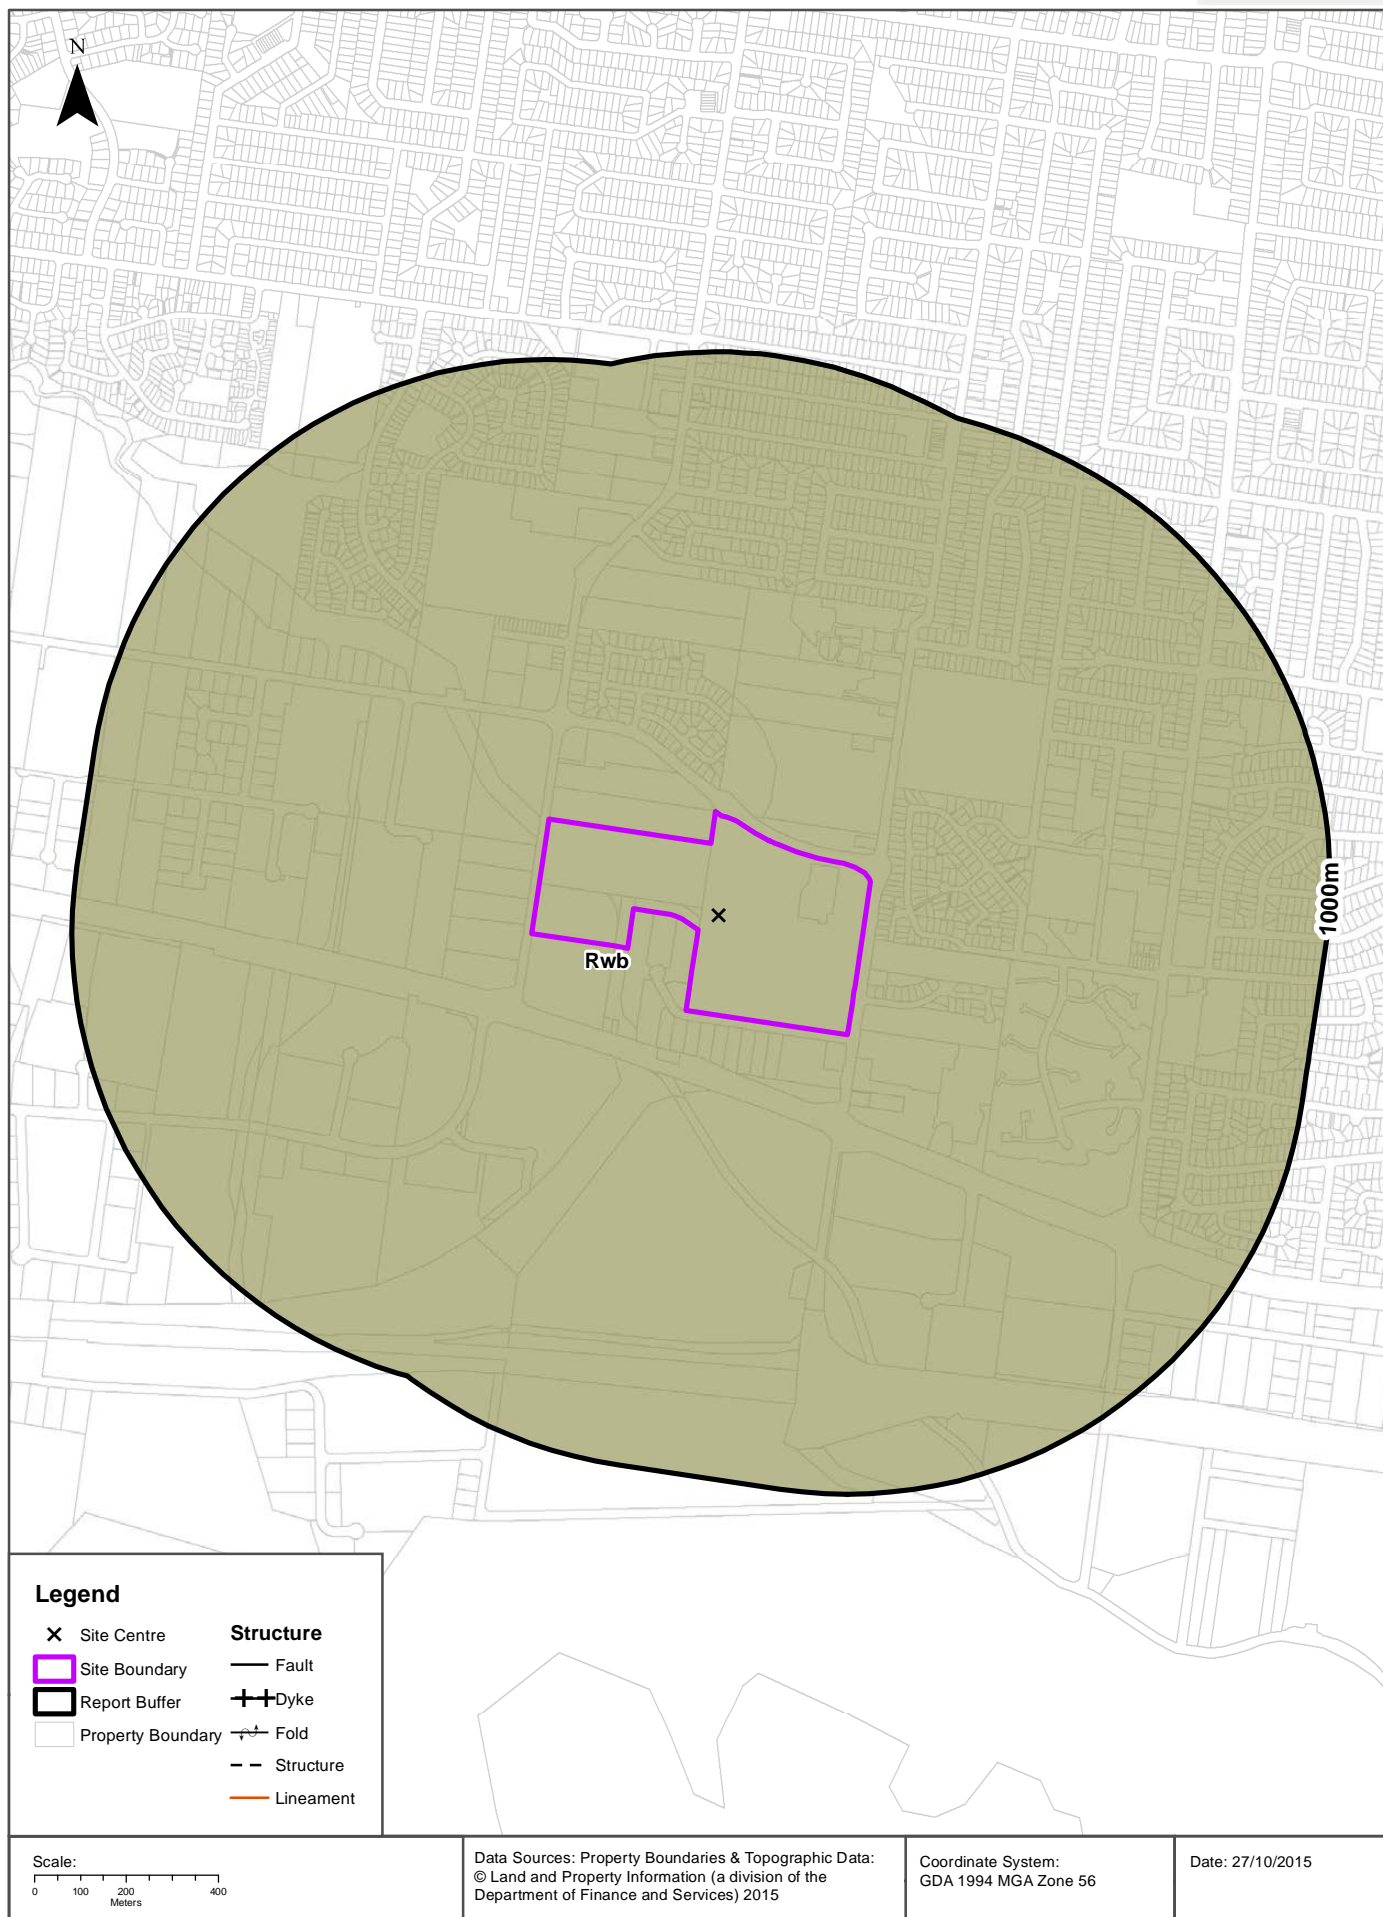 N
1000m
Rwb
Legend
Site Centre
Site Boundary
Report Buffer
Property Boundary
Structure
Fault
Dyke
Fold
Structure
Lineament
Scale:
0 100 200 400
Meters
Data Sources: Property Boundaries & Topographic Data:
© Land and Property Information (a division of the
Department of Finance and Services) 2015
Coordinate System:
GDA 1994 MGA Zone 56
Date: 27/10/2015